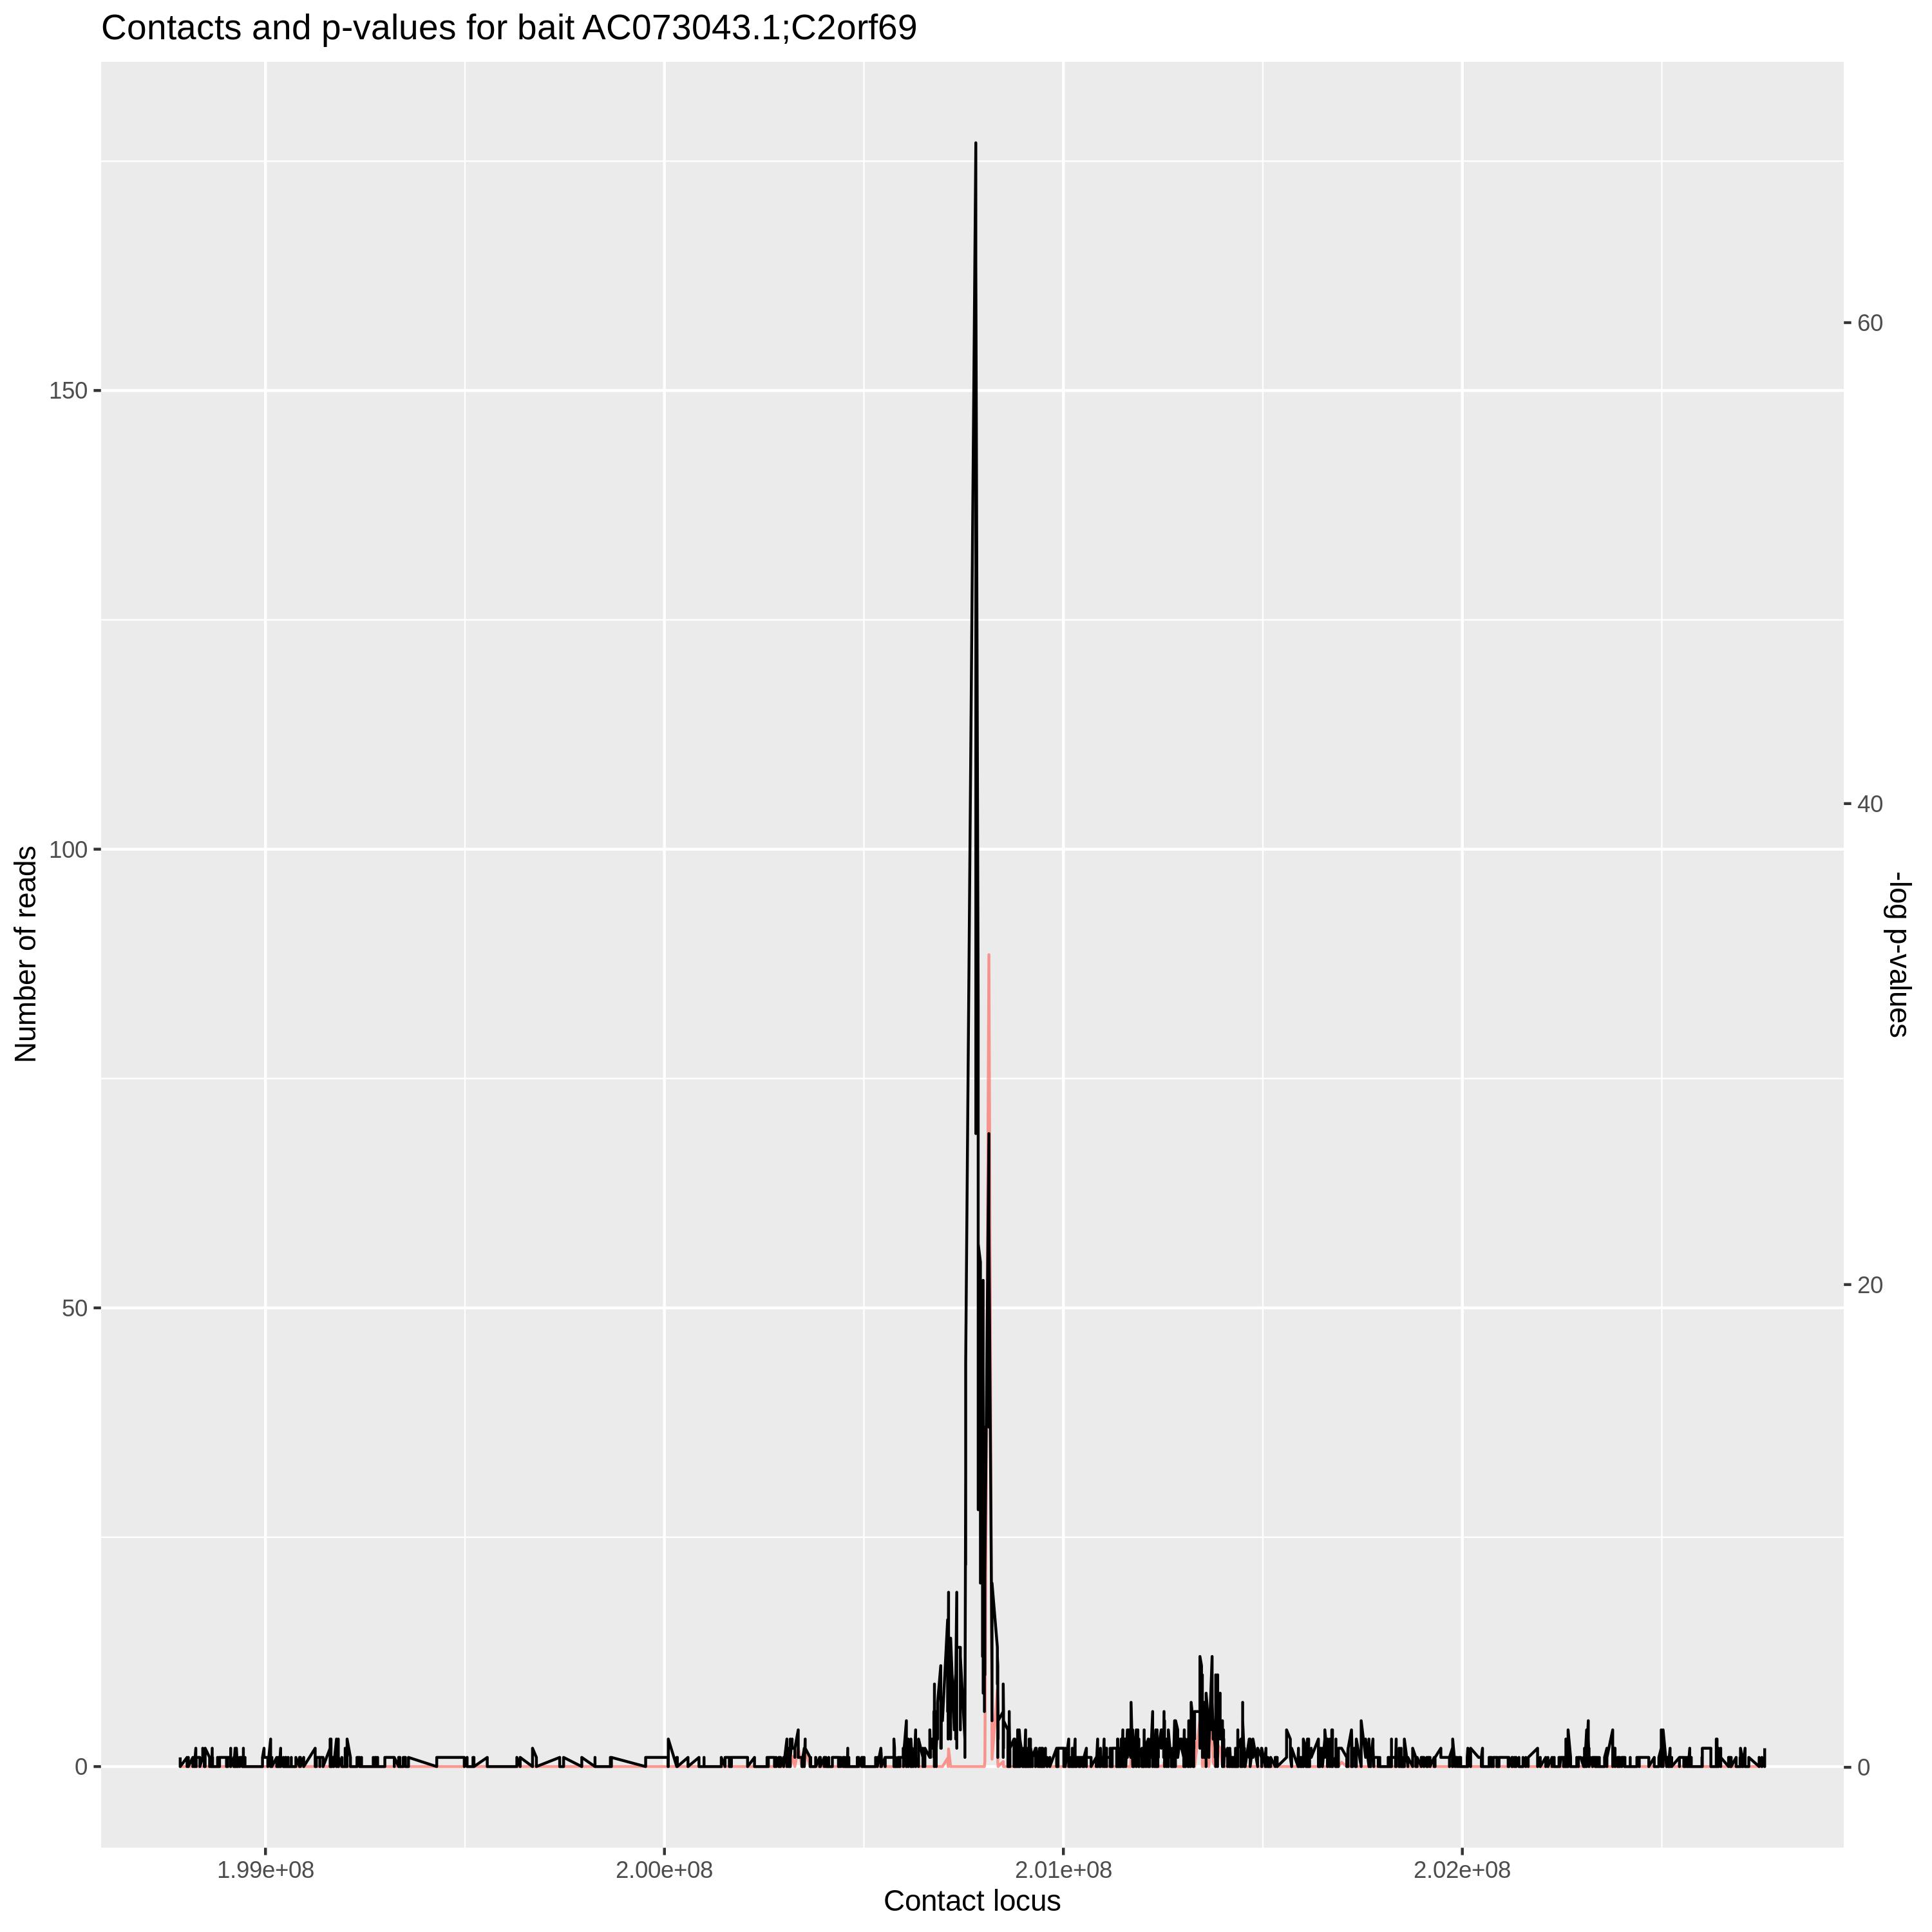 Contacts and p-values for bait AC073043.1;C2orf69
Number of reads
150
100
50
0
60
40
20
0
-log p-values
1.99e+08 2.00e+08 2.01e+08 2.02e+08
Contact locus